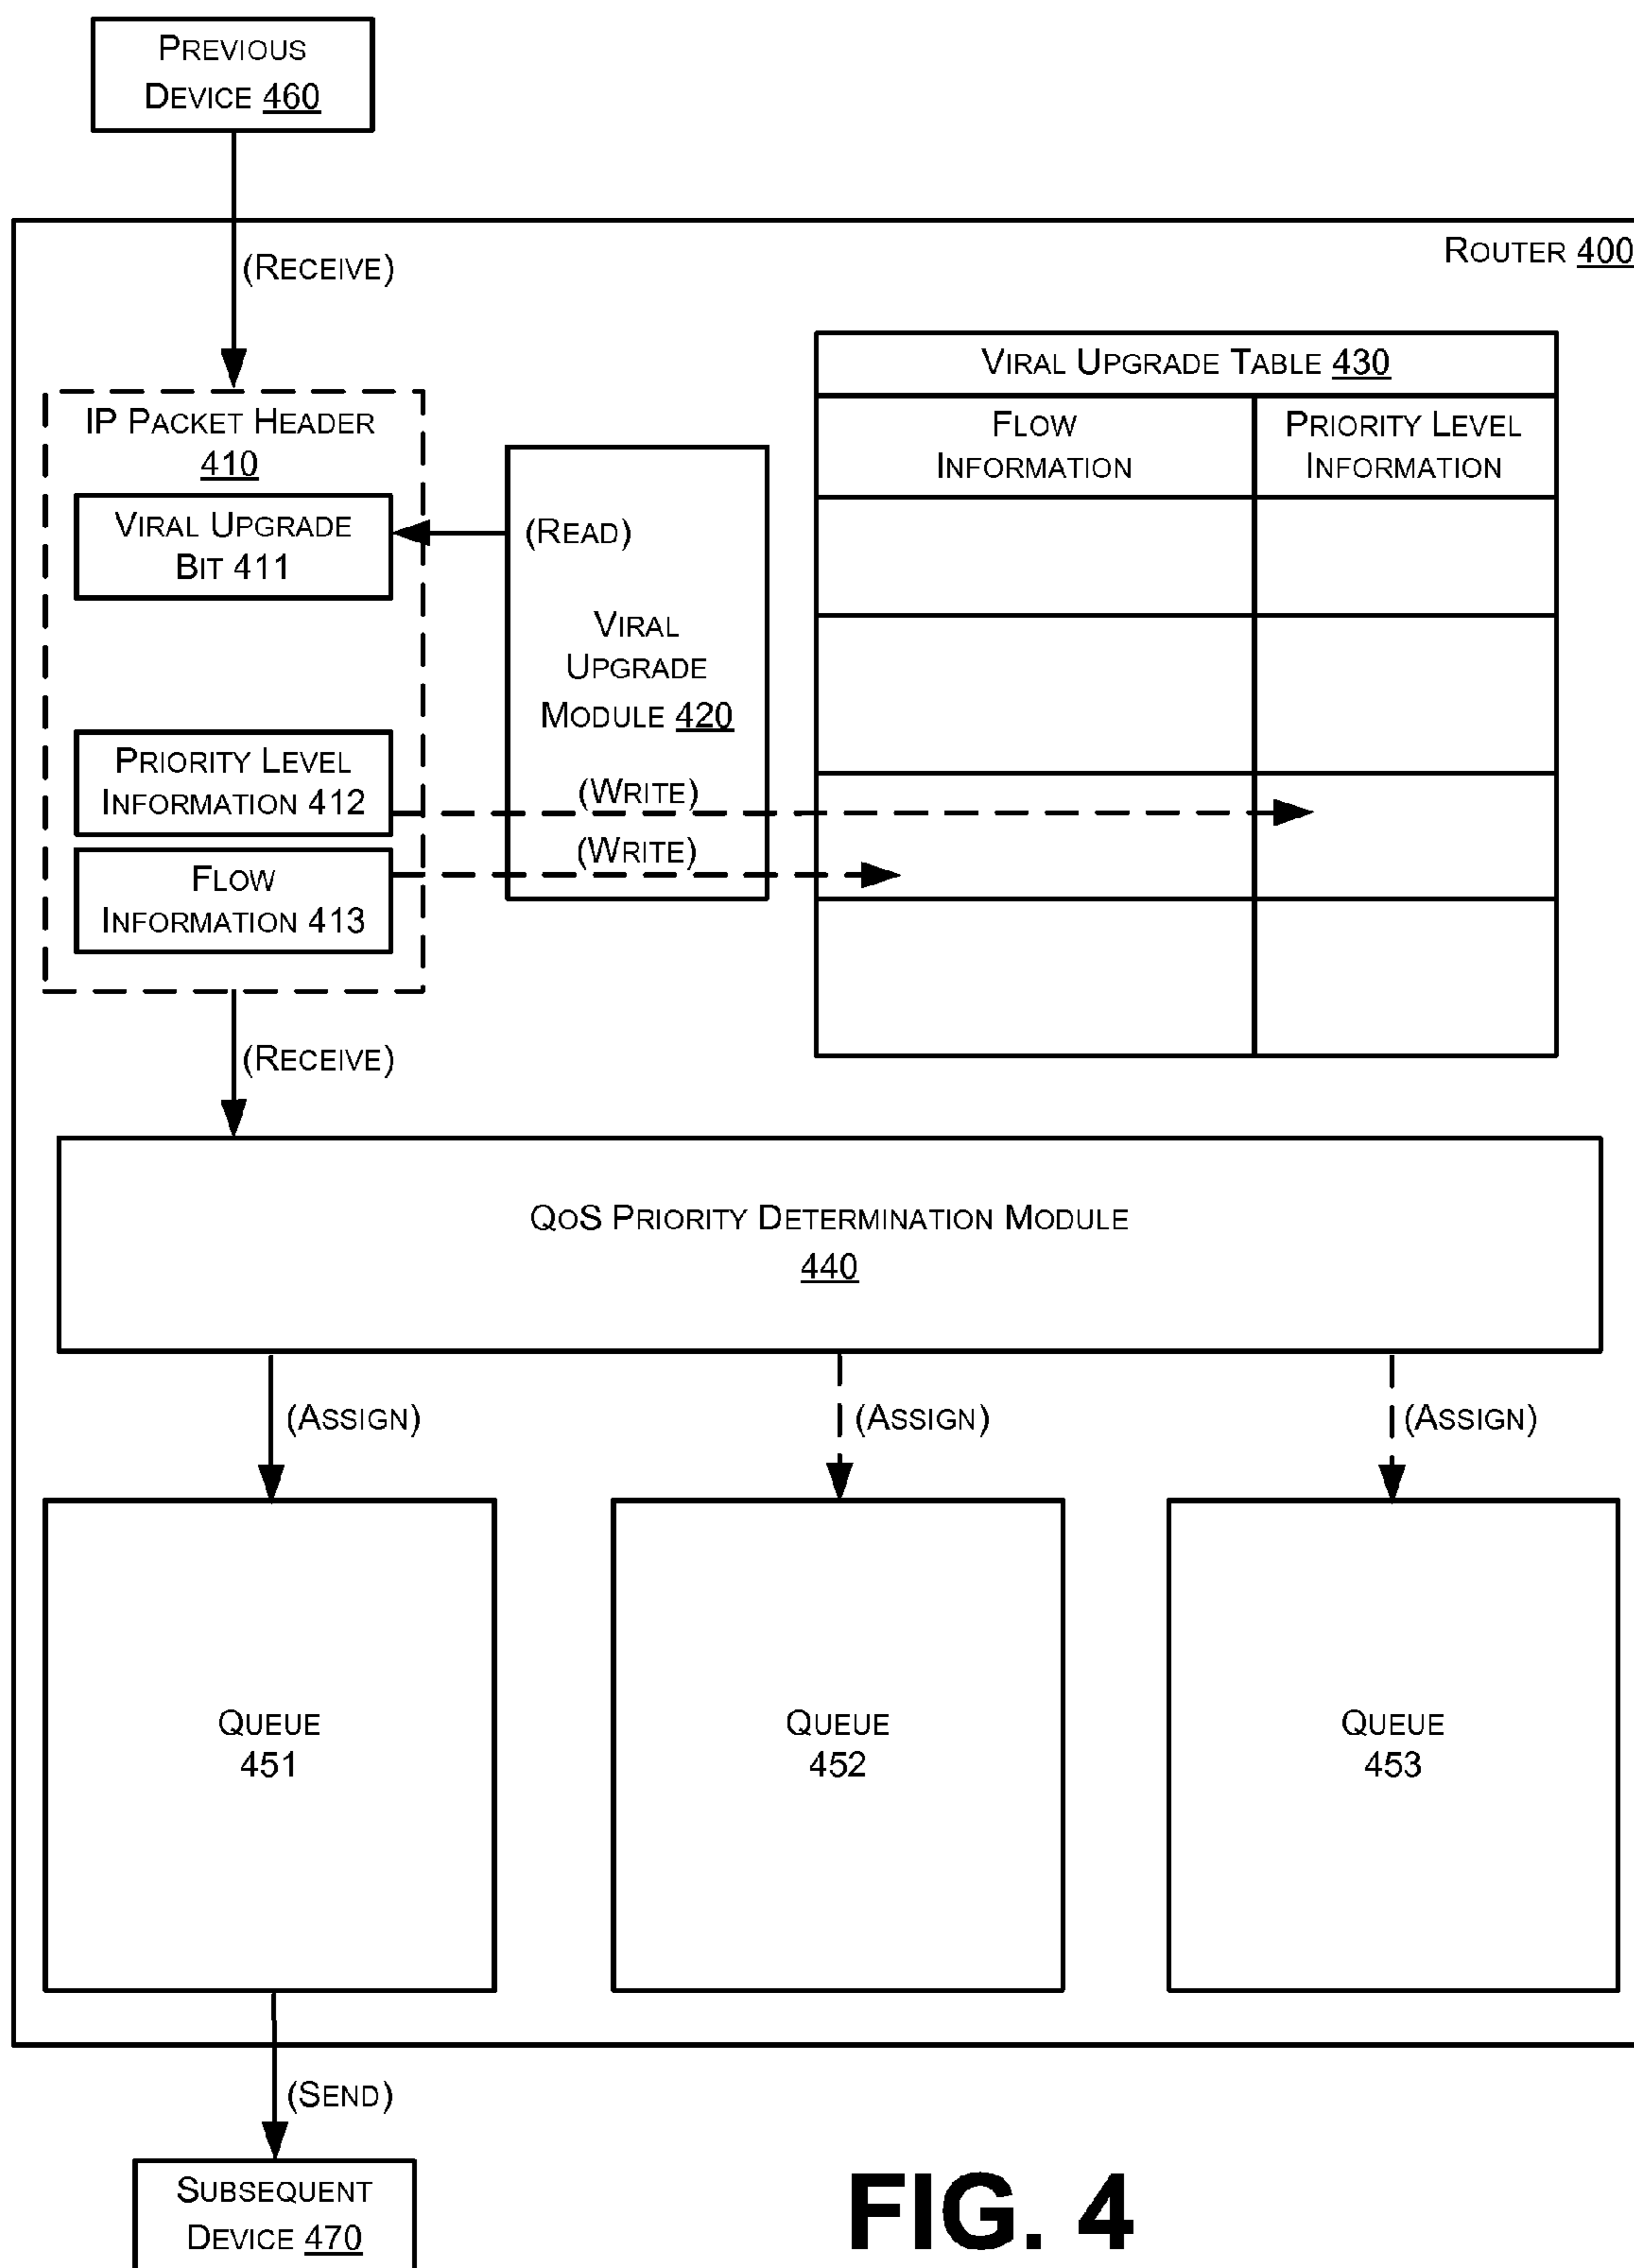 PREVIOUS
DEVICE 460
(RECEIVE)
ROUTER 400
VIRAL UPGRADE TABLE 430
FLOW
INFORMATION
PRIORITY LEVEL
INFORMATION
IP PACKET HEADER
410
VIRAL UPGRADE
BIT 411
(READ)
VIRAL
UPGRADE
MODULE 420
PRIORITY LEVEL
INFORMATION 412
(WRITE)
(WRITE)
FLOW
INFORMATION 413
(RECEIVE)
QOS PRIORITY DETERMINATION MODULE
440
(ASSIGN)
(ASSIGN)
(ASSIGN)
QUEUE
451
QUEUE
452
QUEUE
453
(SEND)
SUBSEQUENT
DEVICE 470
FIG. 4